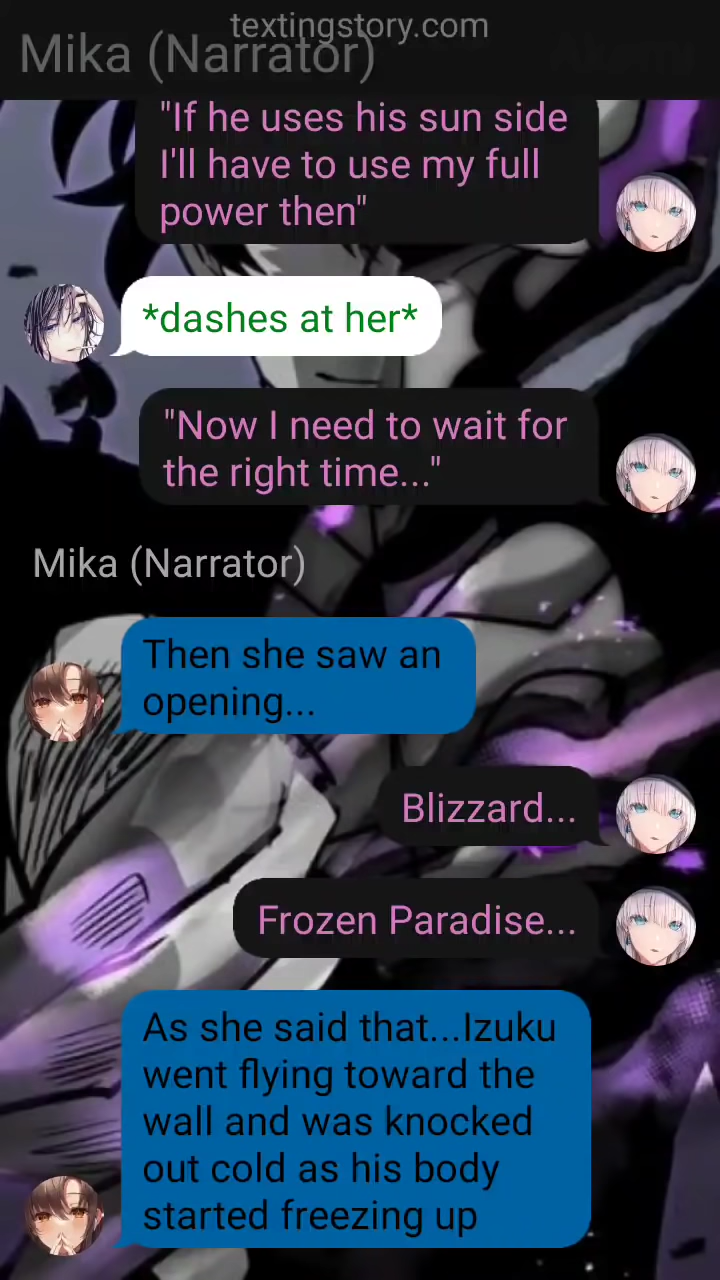 textingstory.com
Mika (Narrator)
"If he uses his sun side
I'll have to use my full
power then"
*dashes at her*
"Now I need to wait for
the right time..."
Mika (Narrator)
Then she saw an
opening...
Blizzard...
Frozen Paradise...
As she said that...Izuku
went flying toward the
wall and was knocked
out cold as his body
started freezing up